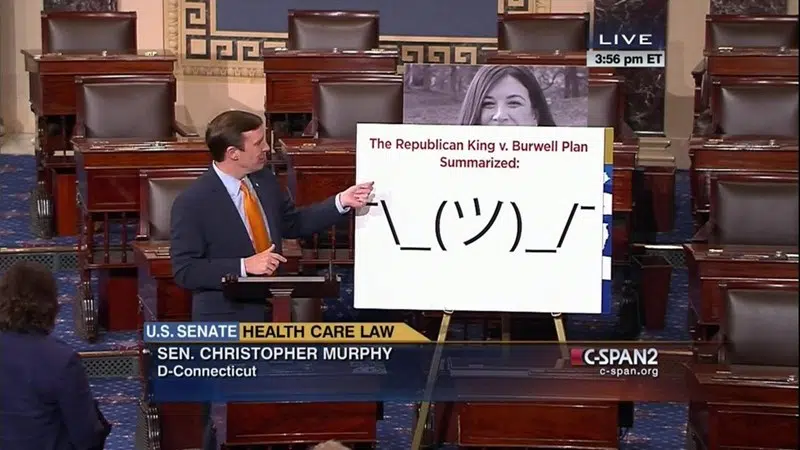 LIVE
3:56 pm ET
The Republican King v. Burwell Plan
Summarized:
¯\_(ツ)_/¯
U.S. SENATE HEALTH CARE LAW
SEN. CHRISTOPHER MURPHY
D-Connecticut
C-SPAN2
c-span.org